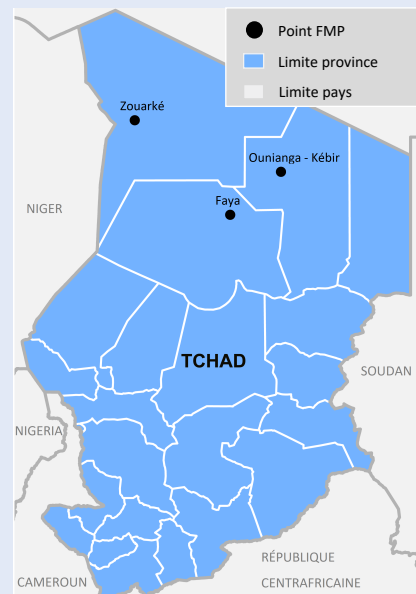 Point FMP
Limite province
Limite pays
Zouarké
Ounianga - Kébir
Faya
NIGER
TCHAD
SOUDAN
NIGERIA
RÉPUBLIQUE
CENTRAFRICAINE
CAMEROUN